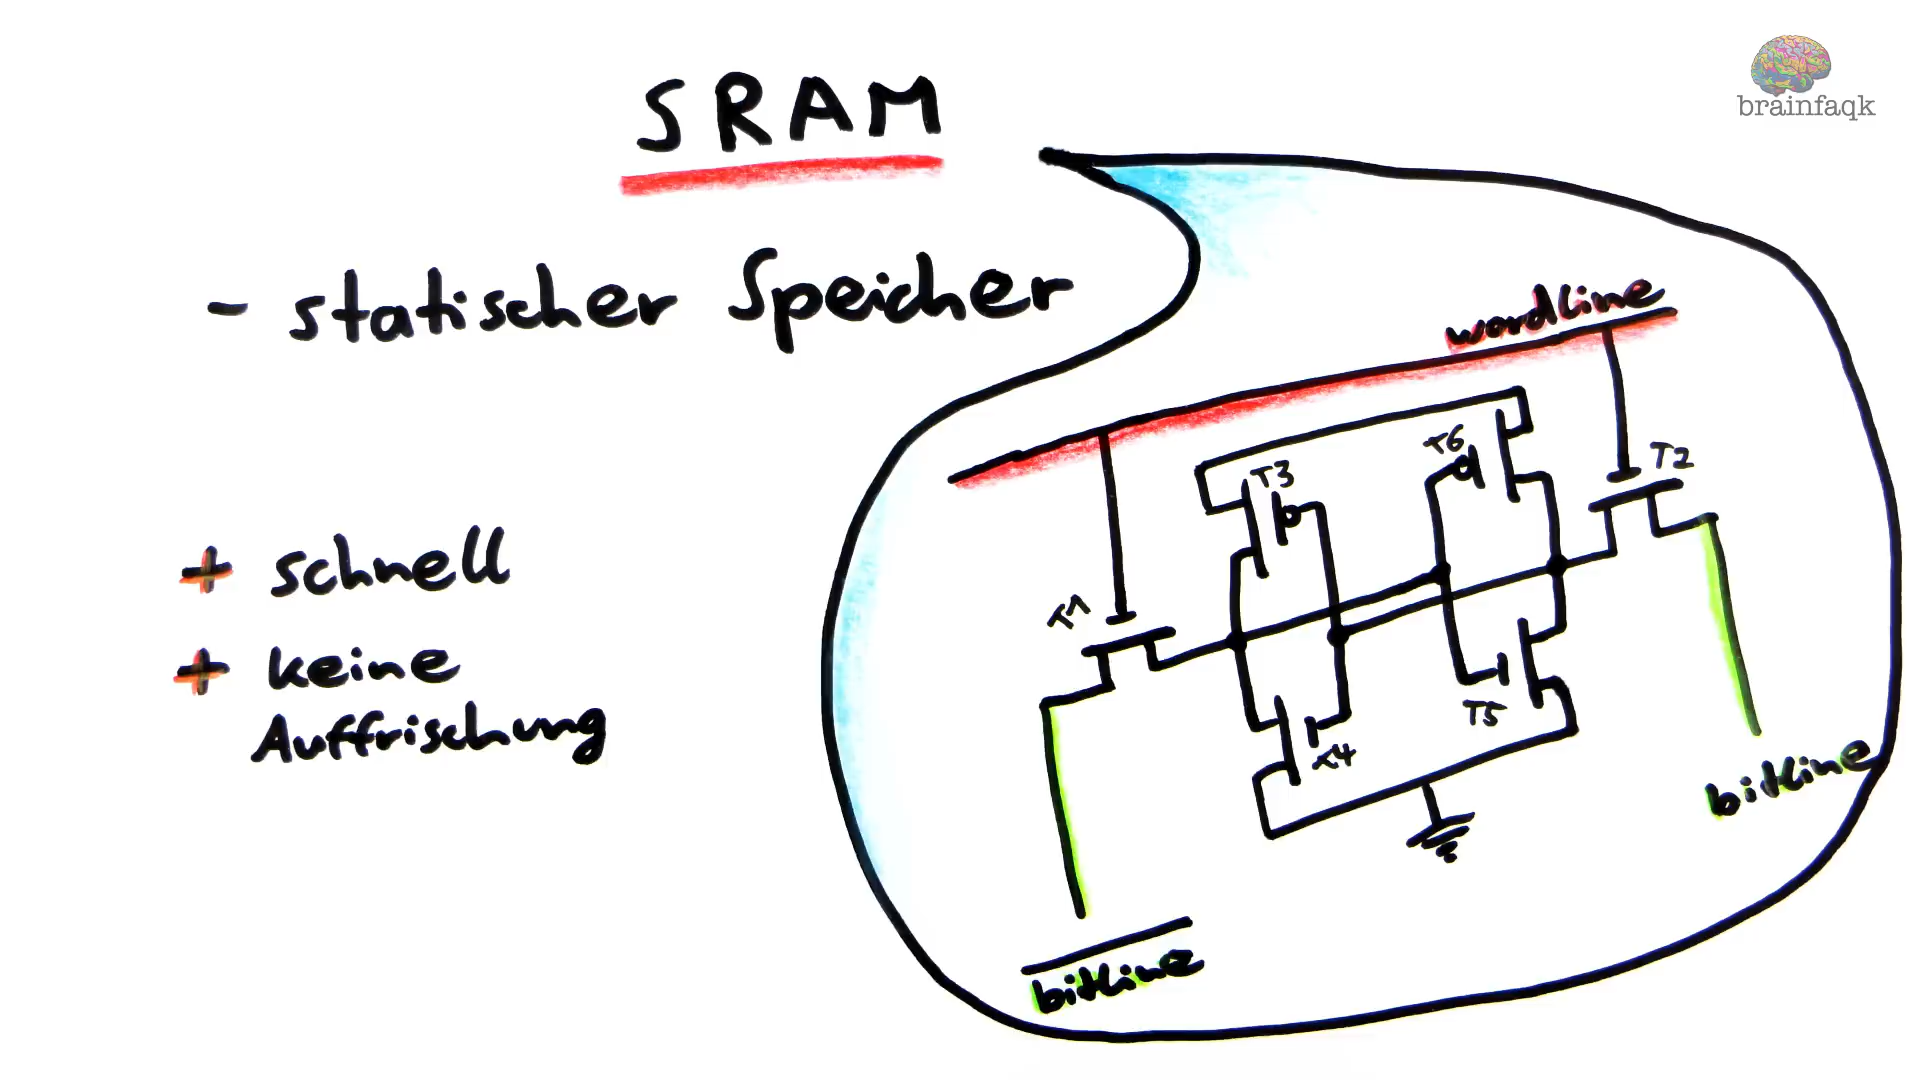 brainfaqk
SRAM
- statischer Speicher
+ schnell
+ keine
Auffrischung
wordline
T6
T2
T3
T1
T5
T4
bitline
bitline